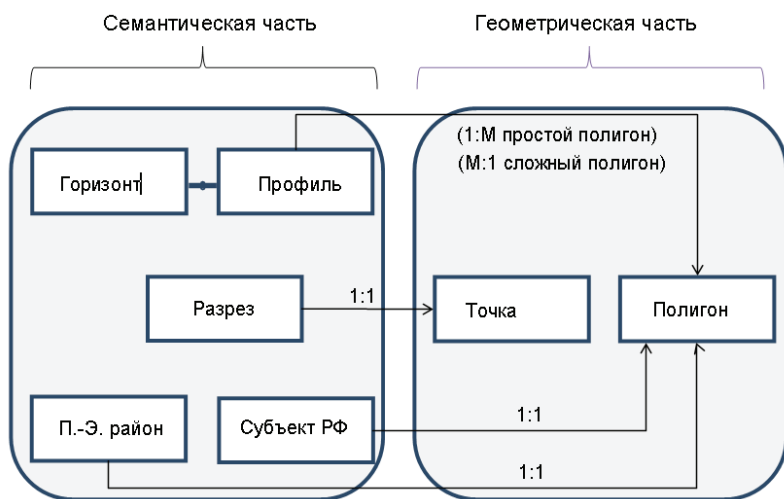 Семантическая часть
Геометрическая часть
(1:М простой полигон)
(М:1 сложный полигон)
Горизонт
Профиль
Разрез
1:1
Точка
Полигон
П.-Э. район
Субъект РФ
1:1
1:1